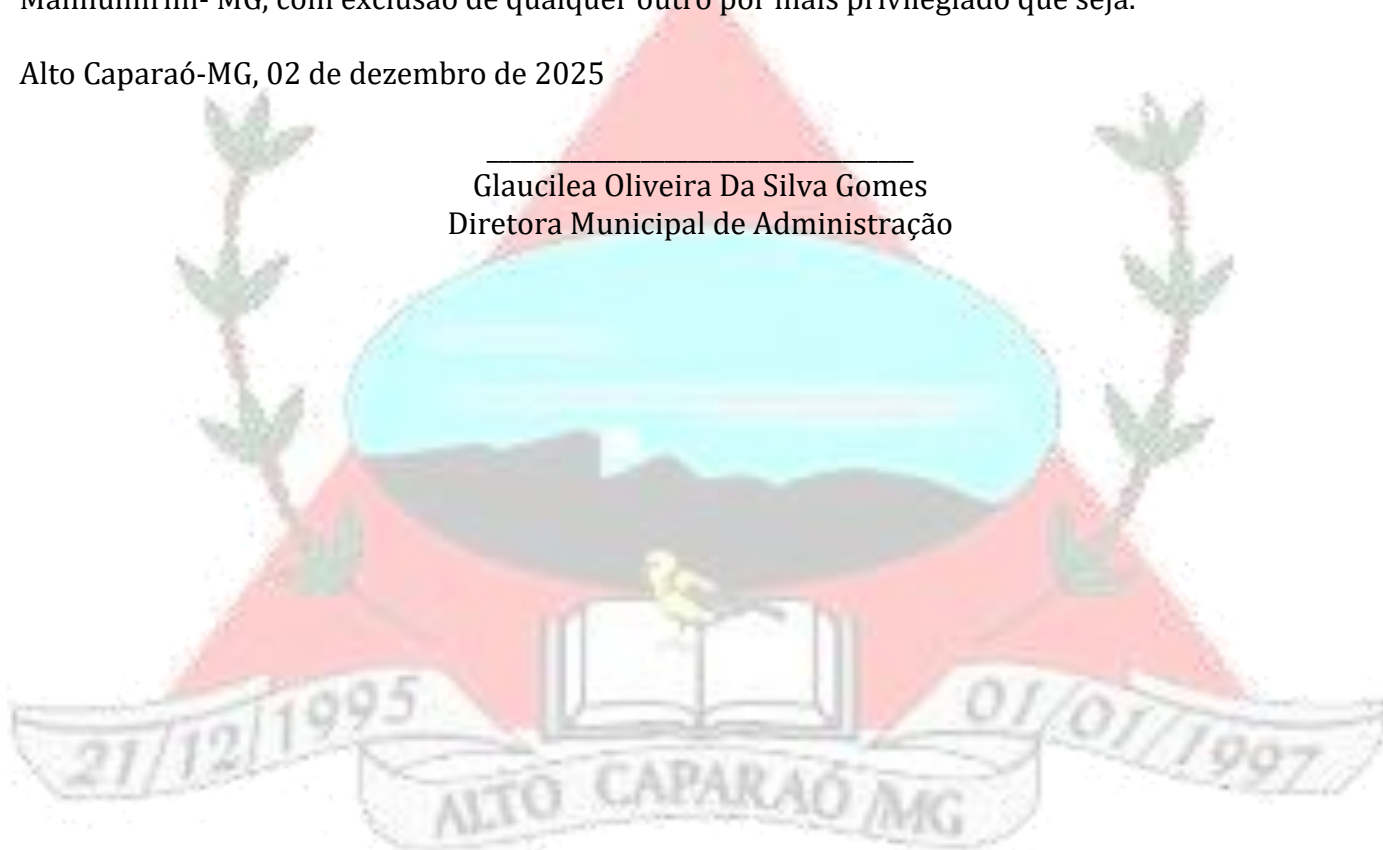 Manhumirim- MG, com exclusão de qualquer outro por mais privilegiado que seja.
Alto Caparaó-MG, 02 de dezembro de 2025
Glaucilea Oliveira Da Silva Gomes
Diretora Municipal de Administração
21/12/1995
01/01/1997
ALTO CAPARAÓ MG